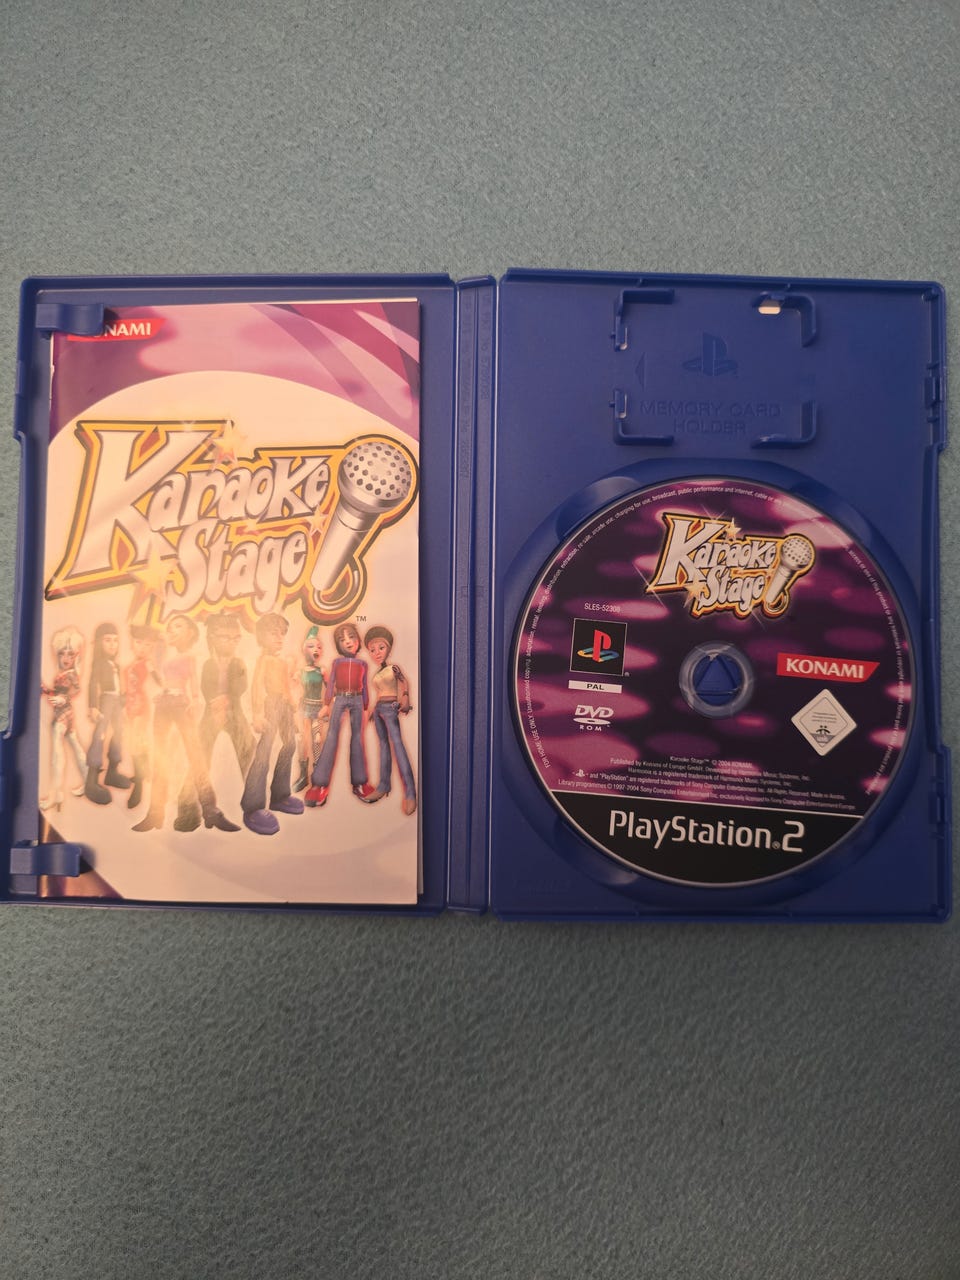 KONAMI
Karaoke
Stage
TM
MEMORY CARD
HOLDER
Karaoke
Stage
SLES-52308
PAL
DVD
ROM
KONAMI
Karaoke Stage™ © 2004 KONAMI.
Published by Konami of Europe GmbH. Developed by Harmonix Music Systems, Inc.
Harmonix is a registered trademark of Harmonix Music Systems, Inc.
and "PlayStation" are registered trademarks of Sony Computer Entertainment Inc. All Rights Reserved. Made in Austria.
Library programmes © 1997-2004 Sony Computer Entertainment Inc. exclusively licensed to Sony Computer Entertainment Europe.
PlayStation®2